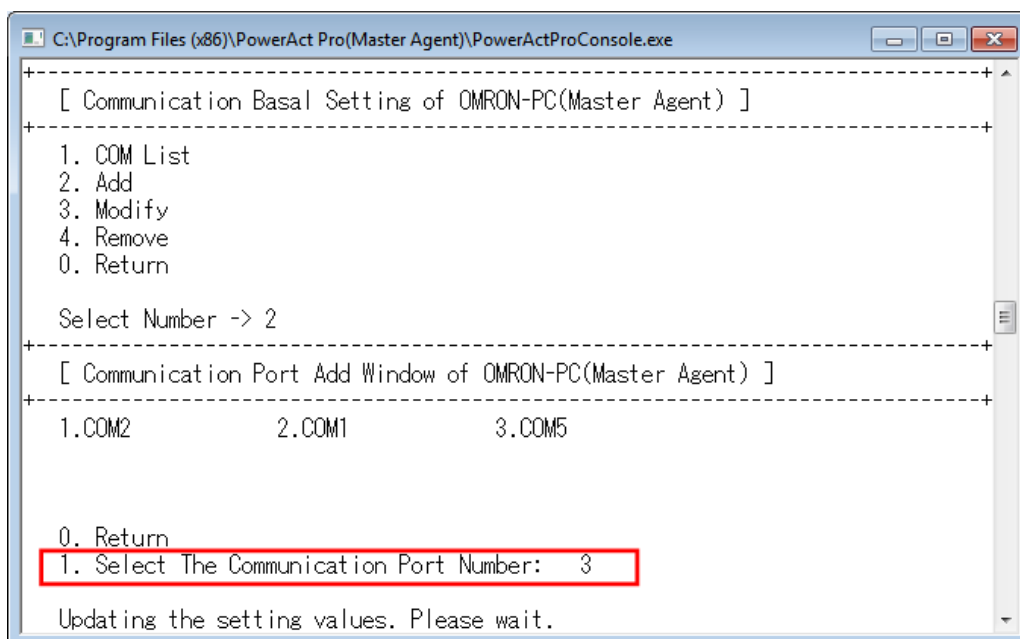 C:\Program Files (x86)\PowerAct Pro(Master Agent)\PowerActProConsole.exe
+------------------------------------------------------------------------------+
[ Communication Basal Setting of OMRON-PC(Master Agent) ]
+------------------------------------------------------------------------------+
1. COM List
2. Add
3. Modify
4. Remove
0. Return
Select Number -> 2
+------------------------------------------------------------------------------+
[ Communication Port Add Window of OMRON-PC(Master Agent) ]
+------------------------------------------------------------------------------+
1.COM2 2.COM1 3.COM5
0. Return
1. Select The Communication Port Number: 3
Updating the setting values. Please wait.